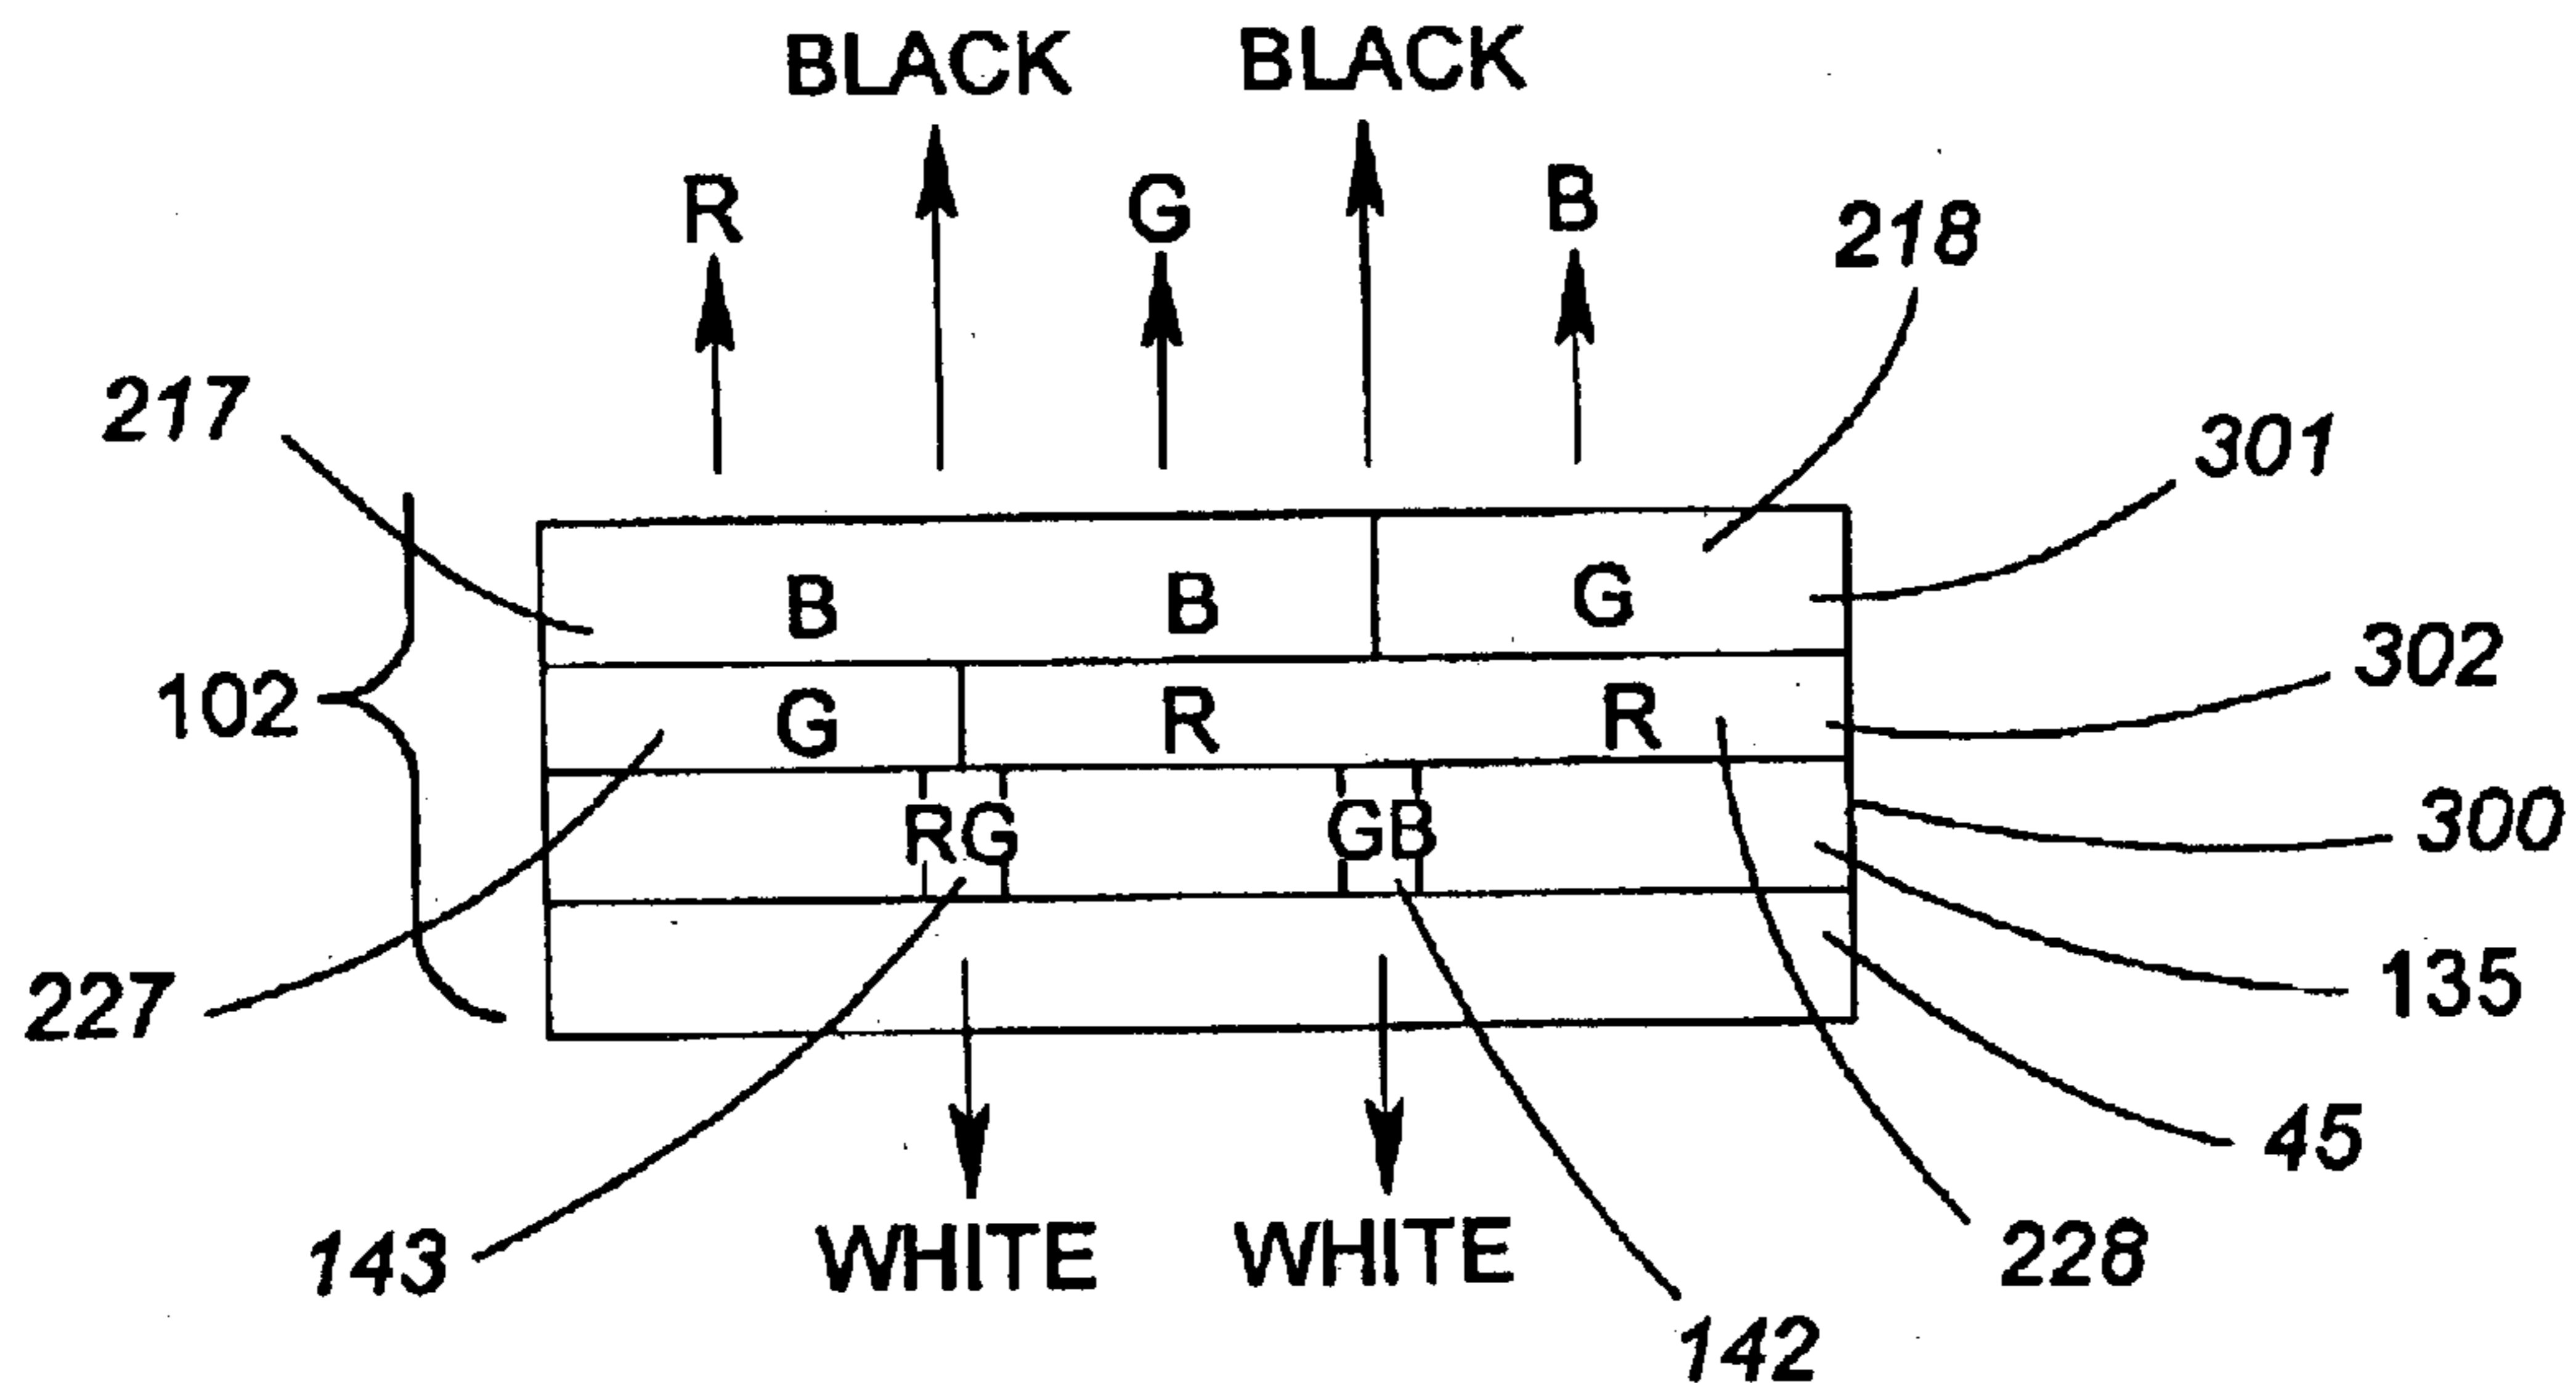 BLACK BLACK
R G B
218
217
301
B B G
302
102
G R R
300
RG GB
227
135
45
WHITE WHITE
143
228
142